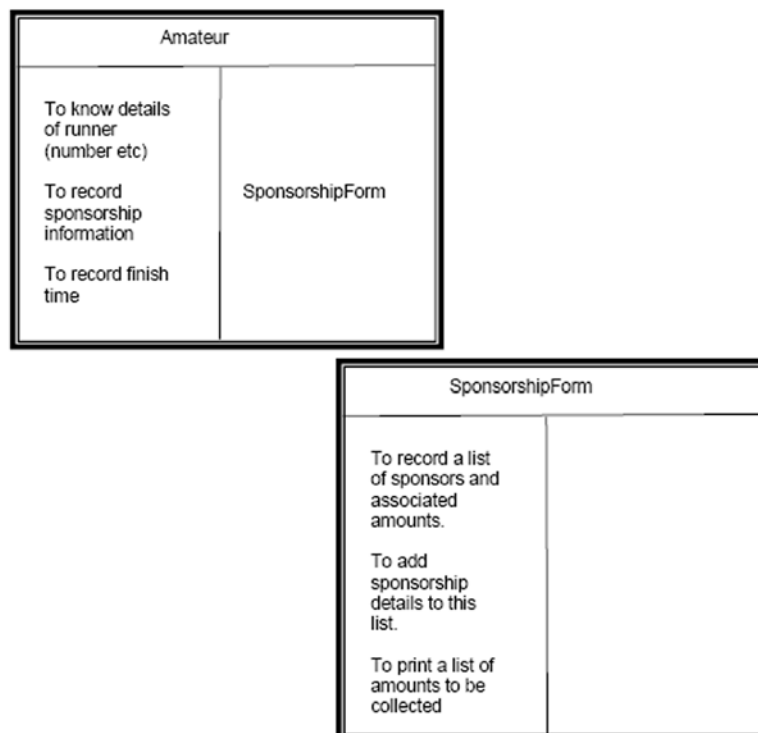 Amateur
To know details
of runner
(number etc)
To record
sponsorship
information
To record finish
time
SponsorshipForm
SponsorshipForm
To record a list
of sponsors and
associated
amounts.
To add
sponsorship
details to this
list.
To print a list of
amounts to be
collected